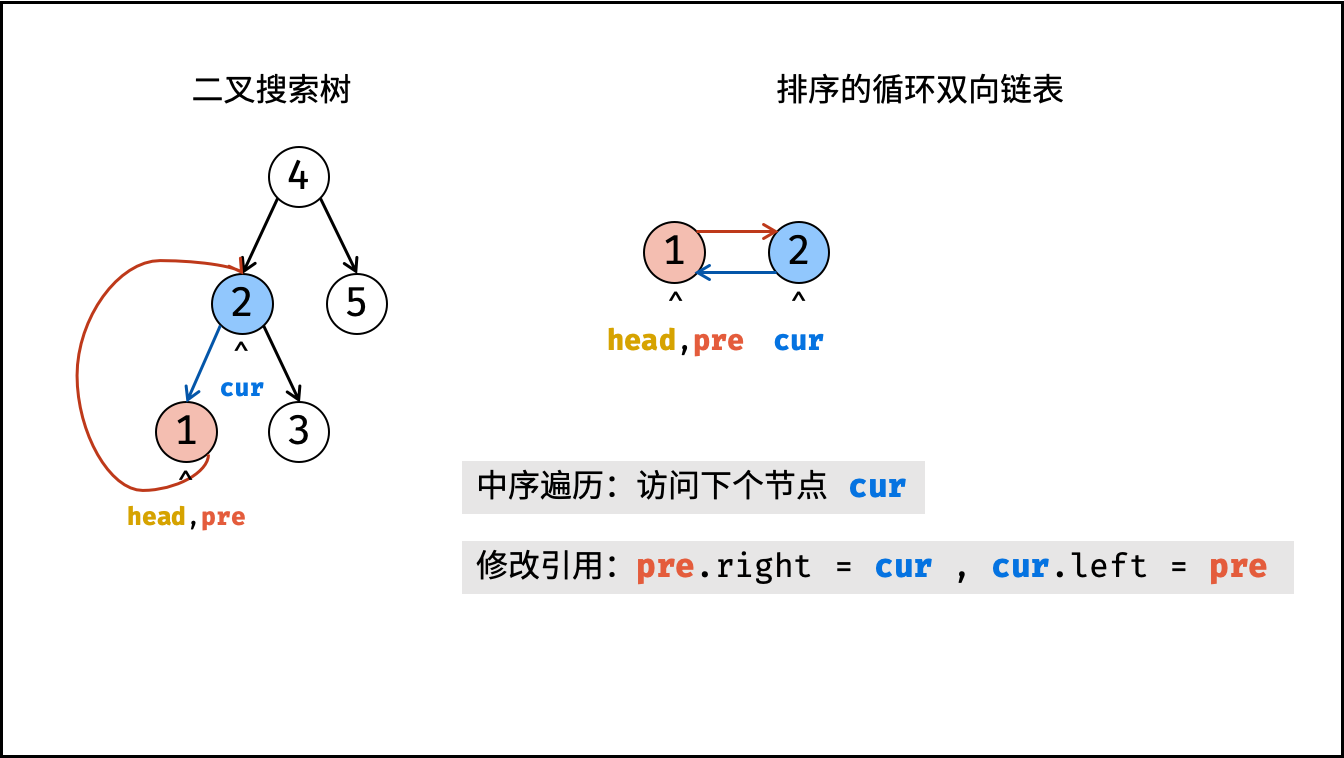 二叉搜索树
排序的循环双向链表
4
2
5
^
cur
1
3
^
head,pre
1
2
^
^
head,pre
cur
中序遍历：访问下个节点 cur
修改引用：pre.right = cur , cur.left = pre